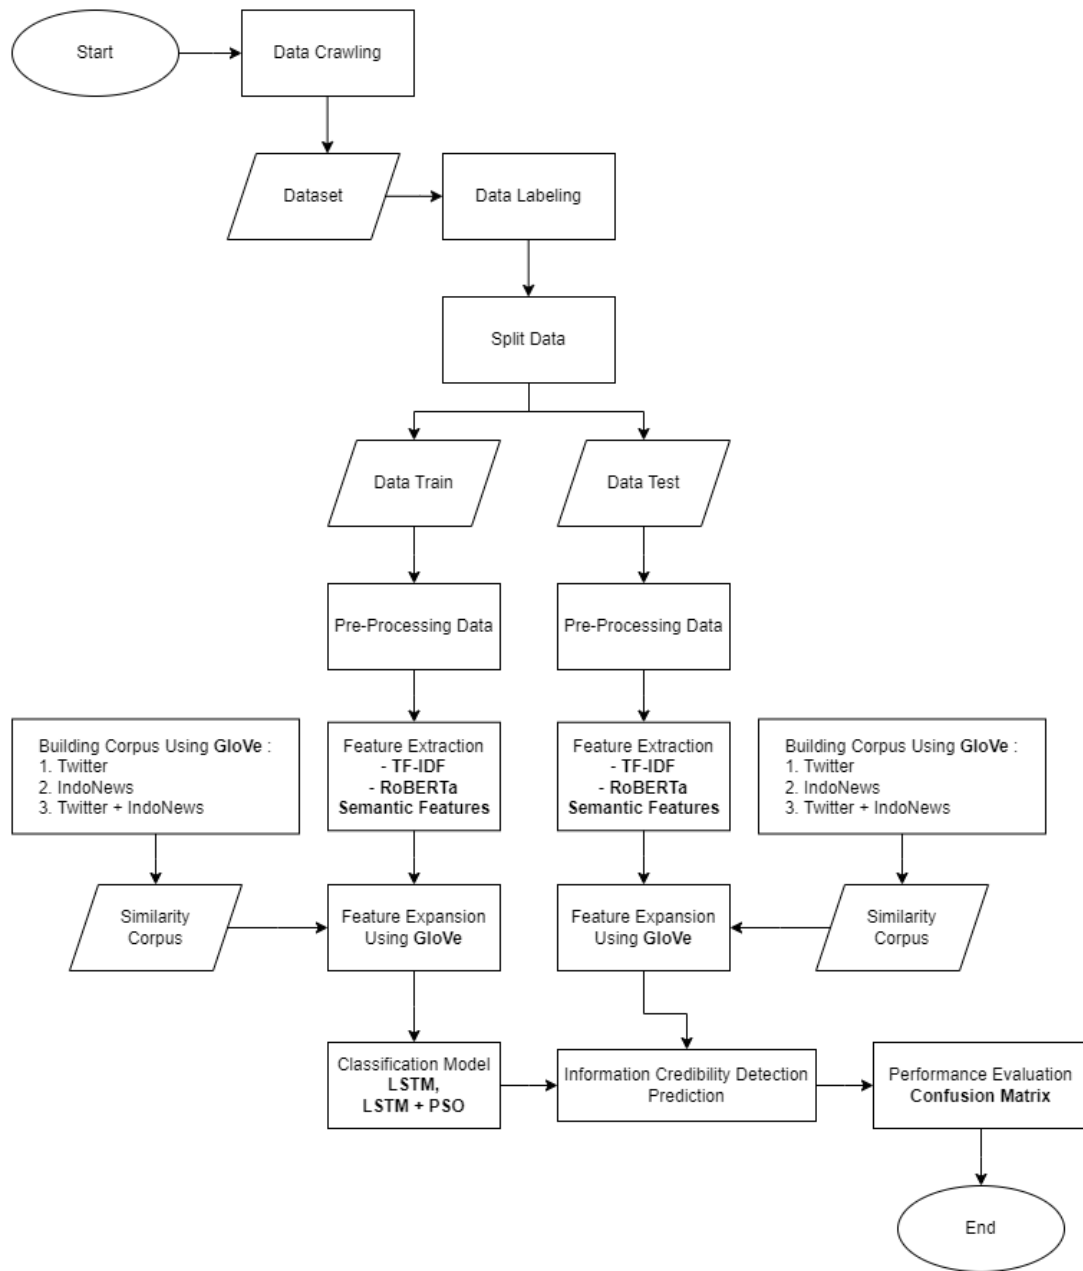 Start
Data Crawling
Dataset
Data Labeling
Split Data
Data Train
Data Test
Pre-Processing Data
Pre-Processing Data
Building Corpus Using GloVe :
1. Twitter
2. IndoNews
3. Twitter + IndoNews
Feature Extraction
- TF-IDF
- RoBERTa
Semantic Features
Feature Extraction
- TF-IDF
- RoBERTa
Semantic Features
Building Corpus Using GloVe :
1. Twitter
2. IndoNews
3. Twitter + IndoNews
Similarity
Corpus
Feature Expansion
Using GloVe
Feature Expansion
Using GloVe
Similarity
Corpus
Classification Model
LSTM,
LSTM + PSO
Information Credibility Detection
Prediction
Performance Evaluation
Confusion Matrix
End